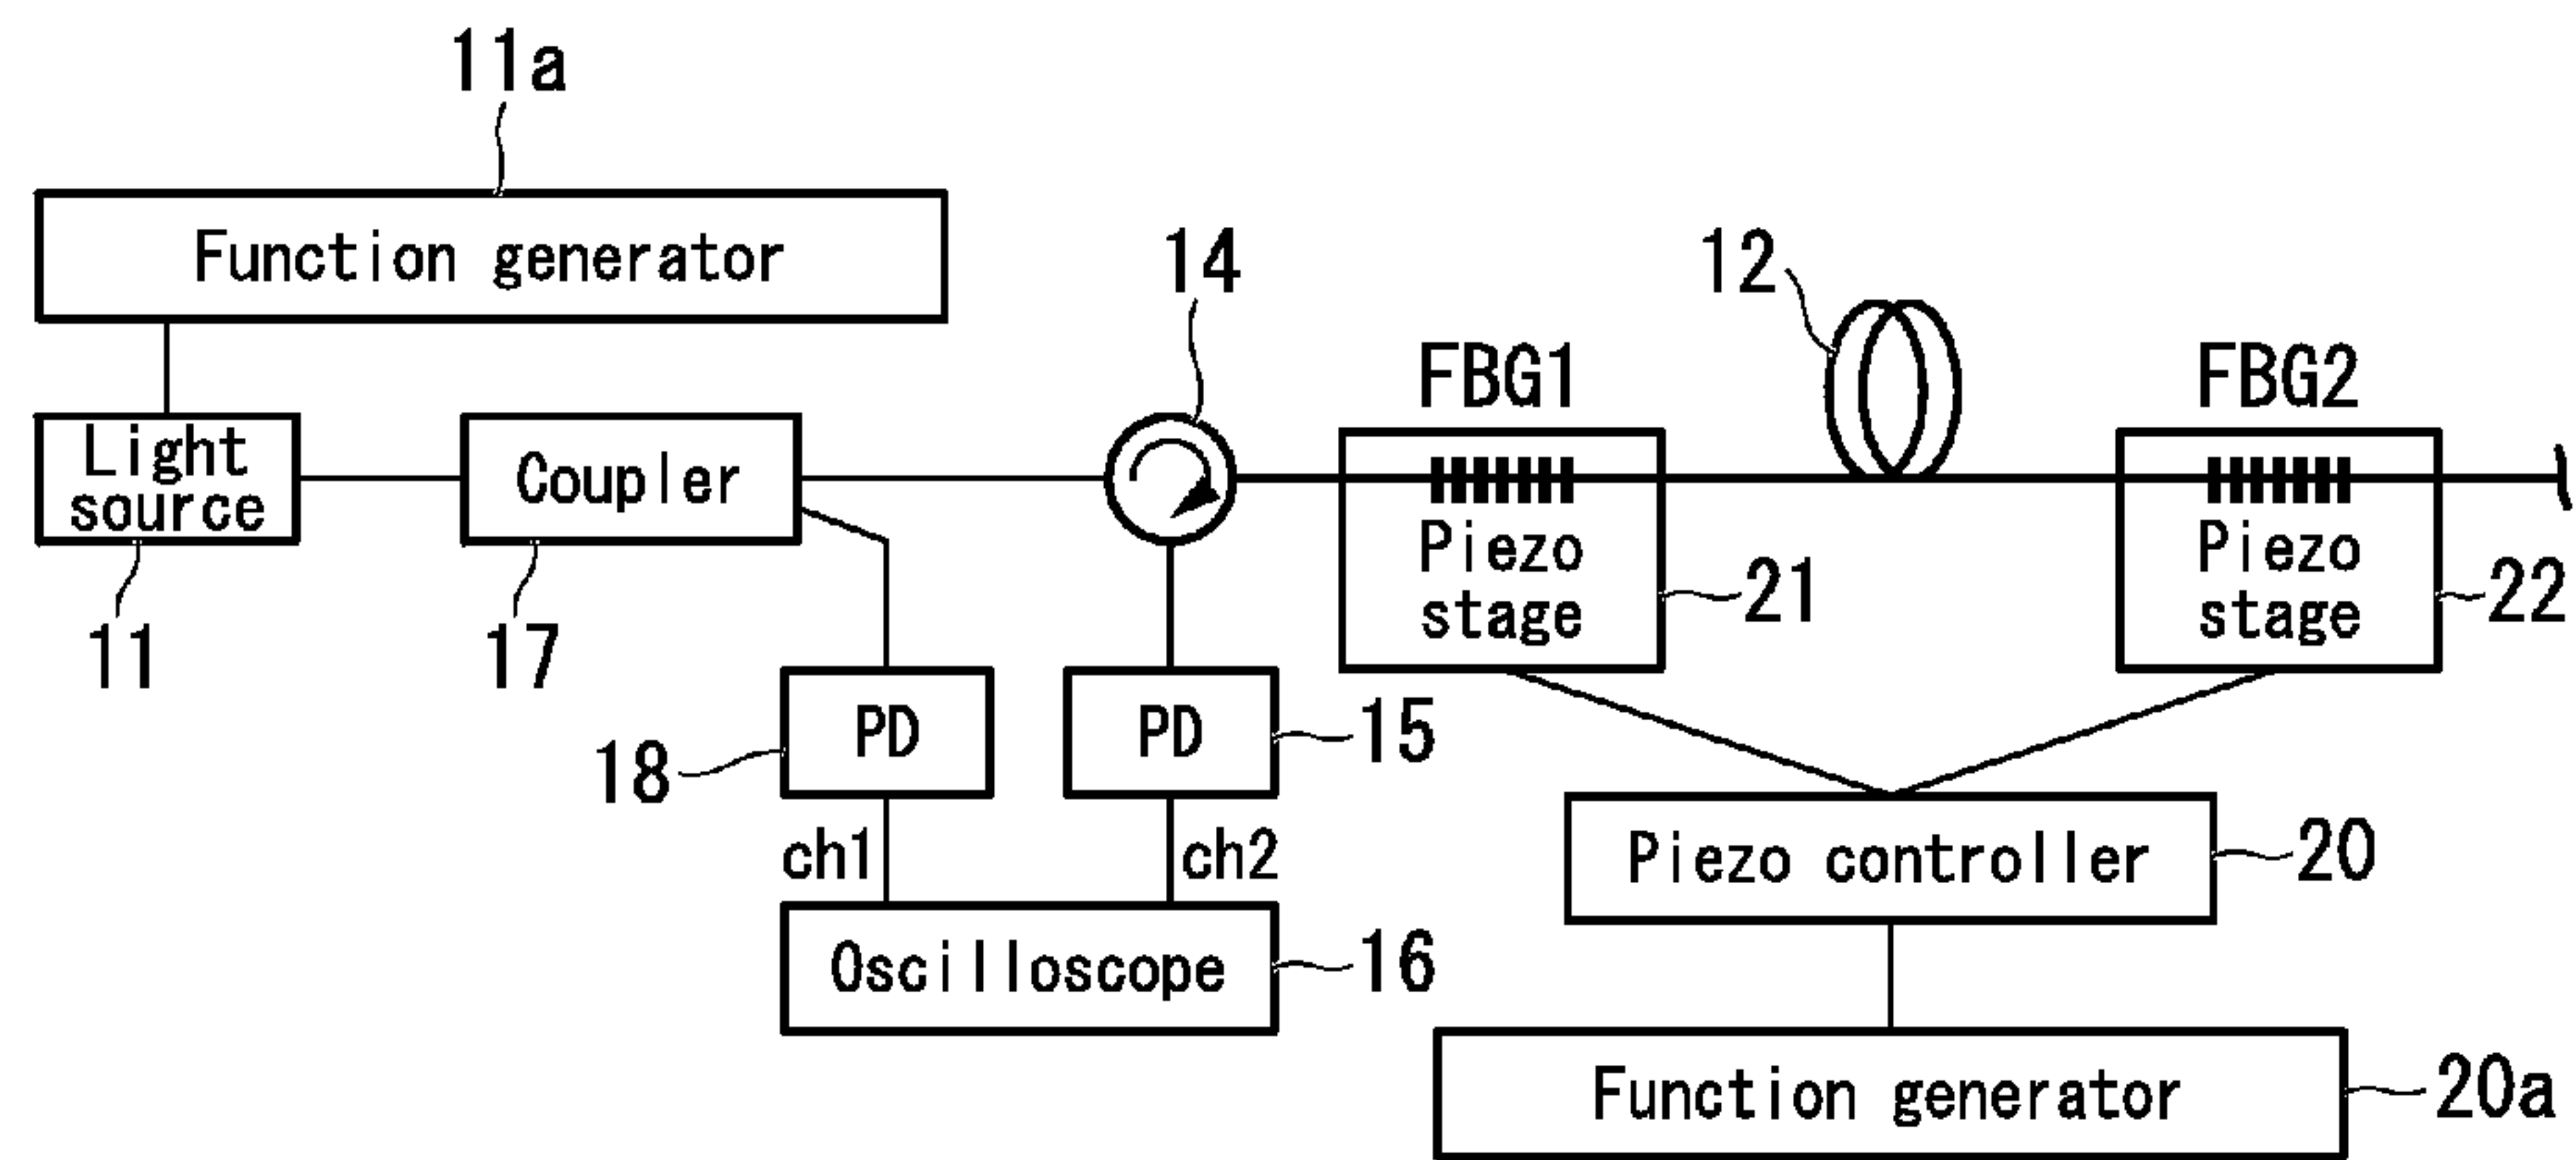 11a
Function generator
14
12
FBG1
FBG2
Light
source
Coupler
Piezo
stage
21
Piezo
stage
22
11
17
18
PD
PD
15
ch1
ch2
Piezo controller
20
Oscilloscope
16
Function generator
20a